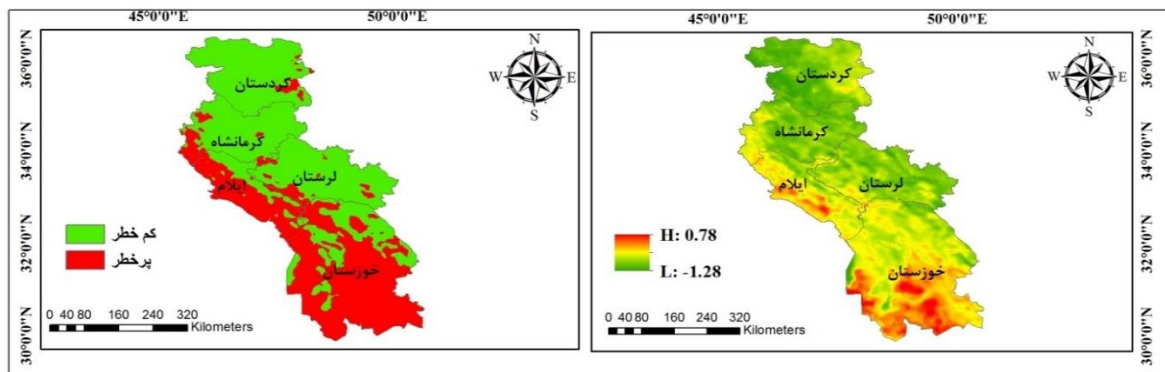 45°0'0"E 50°0'0"E 45°0'0"E 50°0'0"E
36°0'0"N
34°0'0"N
32°0'0"N
30°0'0"N
N
W E
S
کردستان
کرمانشاه
لرستان
ایلام
خوزستان
کم خطر
پرخطر
0 40 80 160 240 320
Kilometers
N
W E
S
کردستان
کرمانشاه
لرستان
ایلام
خوزستان
H: 0.78
L: -1.28
0 40 80 160 240 320
Kilometers
36°0'0"N
34°0'0"N
32°0'0"N
30°0'0"N